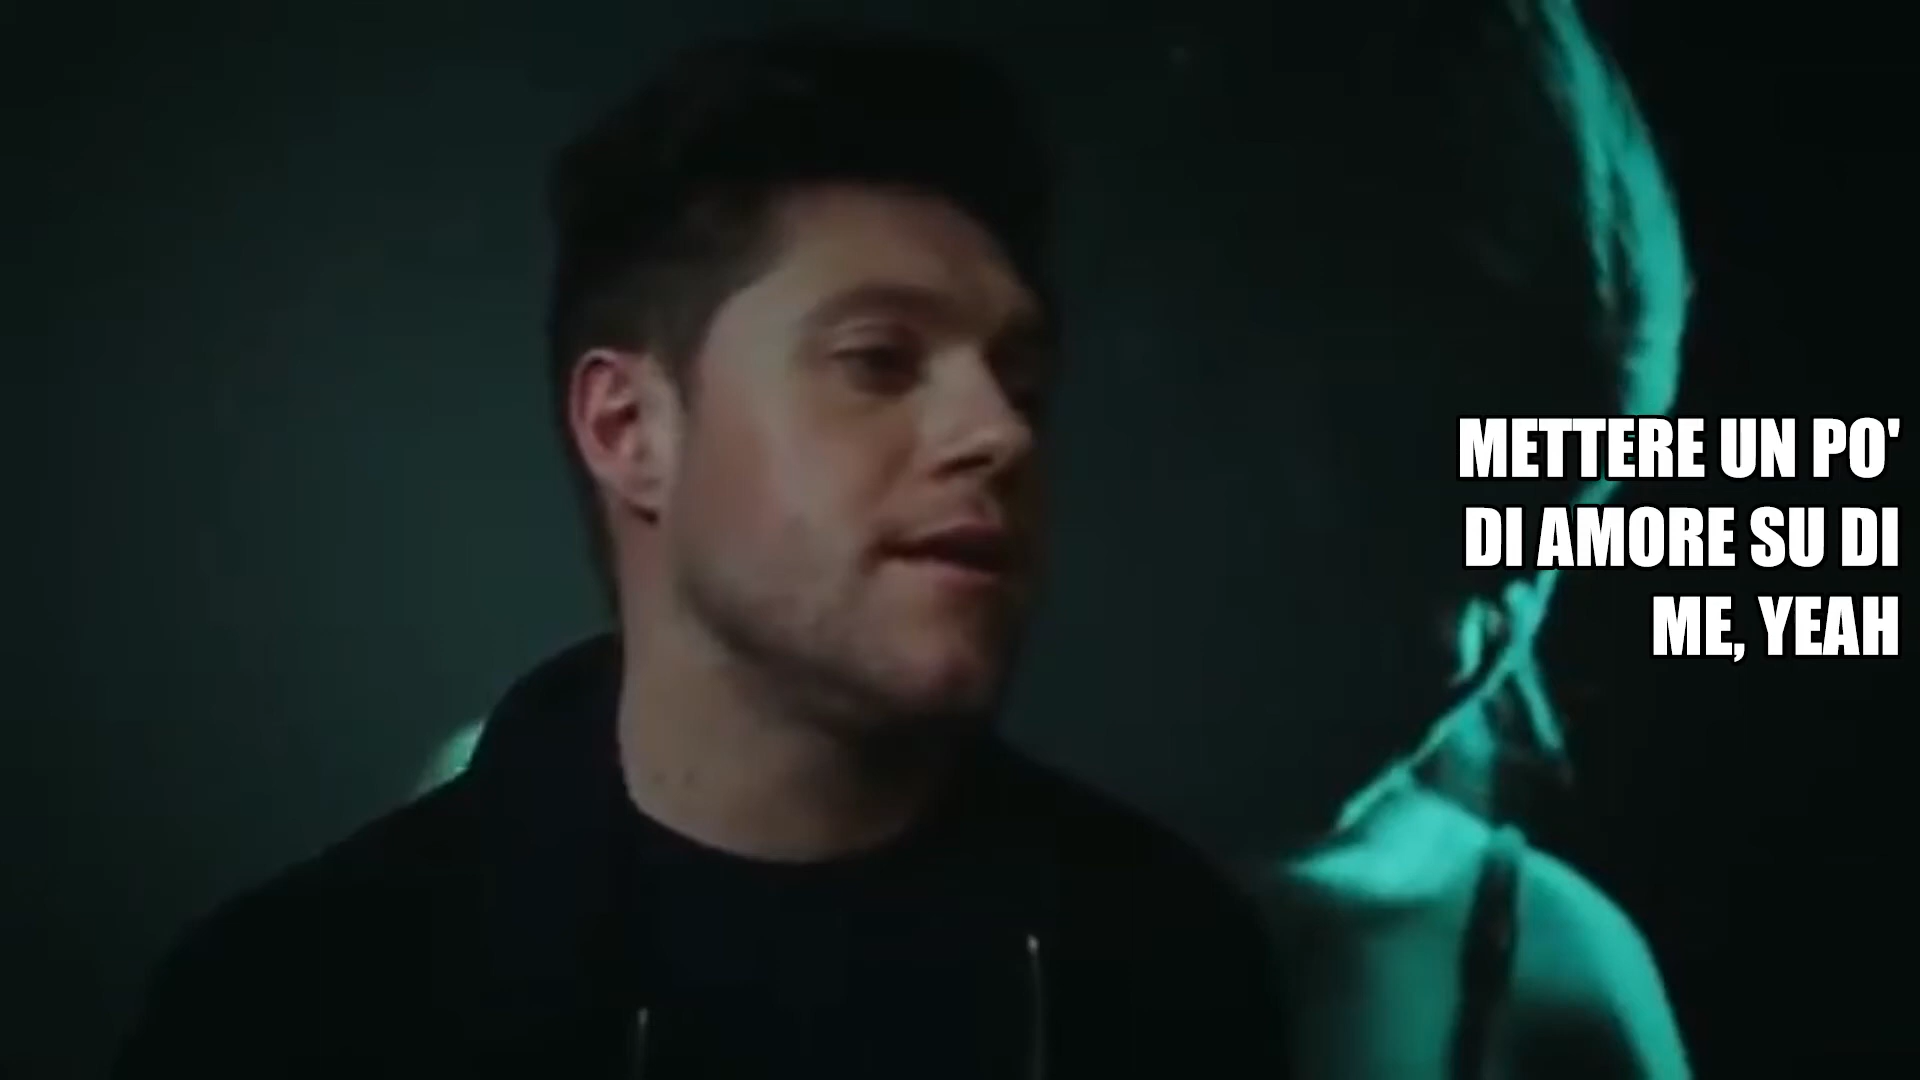 METTERE UN PO'
DI AMORE SU DI
ME, YEAH